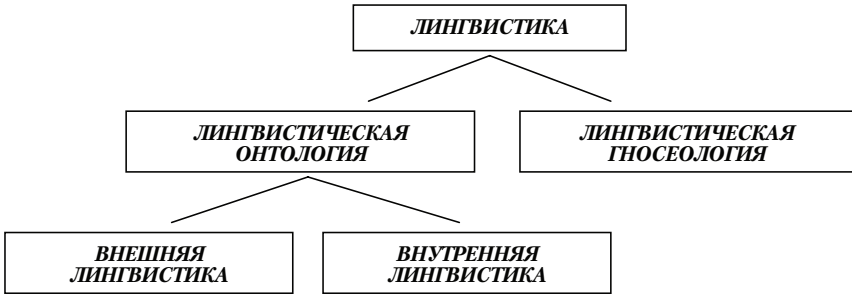 ЛИНГВИСТИКА
ЛИНГВИСТИЧЕСКАЯ
ОНТОЛОГИЯ
ЛИНГВИСТИЧЕСКАЯ
ГНОСЕОЛОГИЯ
ВНЕШНЯЯ
ЛИНГВИСТИКА
ВНУТРЕННЯЯ
ЛИНГВИСТИКА